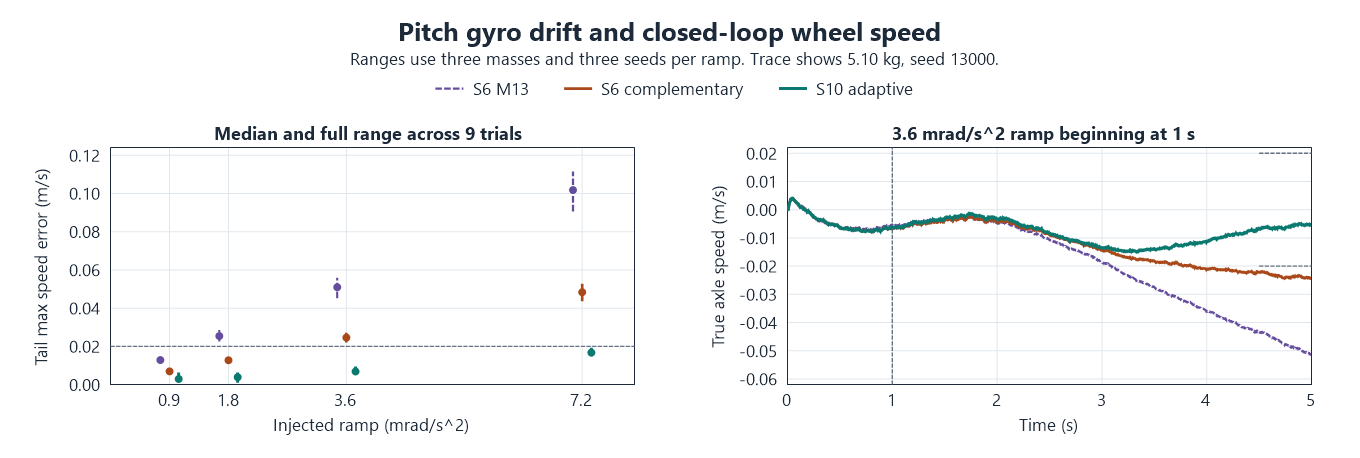 Pitch gyro drift and closed-loop wheel speed
Ranges use three masses and three seeds per ramp. Trace shows 5.10 kg, seed 13000.
S6 M13
S6 complementary
S10 adaptive
Median and full range across 9 trials
Tail max speed error (m/s)
0.12
0.10
0.08
0.06
0.04
0.02
0.00
0.9
1.8
3.6
7.2
Injected ramp (mrad/s^2)
3.6 mrad/s^2 ramp beginning at 1 s
True axle speed (m/s)
0.02
0.01
0.00
-0.01
-0.02
-0.03
-0.04
-0.05
-0.06
0
1
2
3
4
5
Time (s)